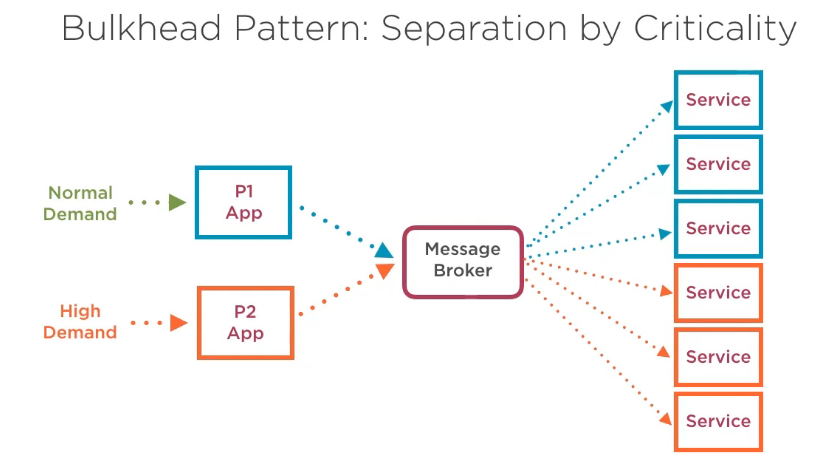 Bulkhead Pattern: Separation by Criticality
Normal
Demand
P1
App
High
Demand
P2
App
Message
Broker
Service
Service
Service
Service
Service
Service